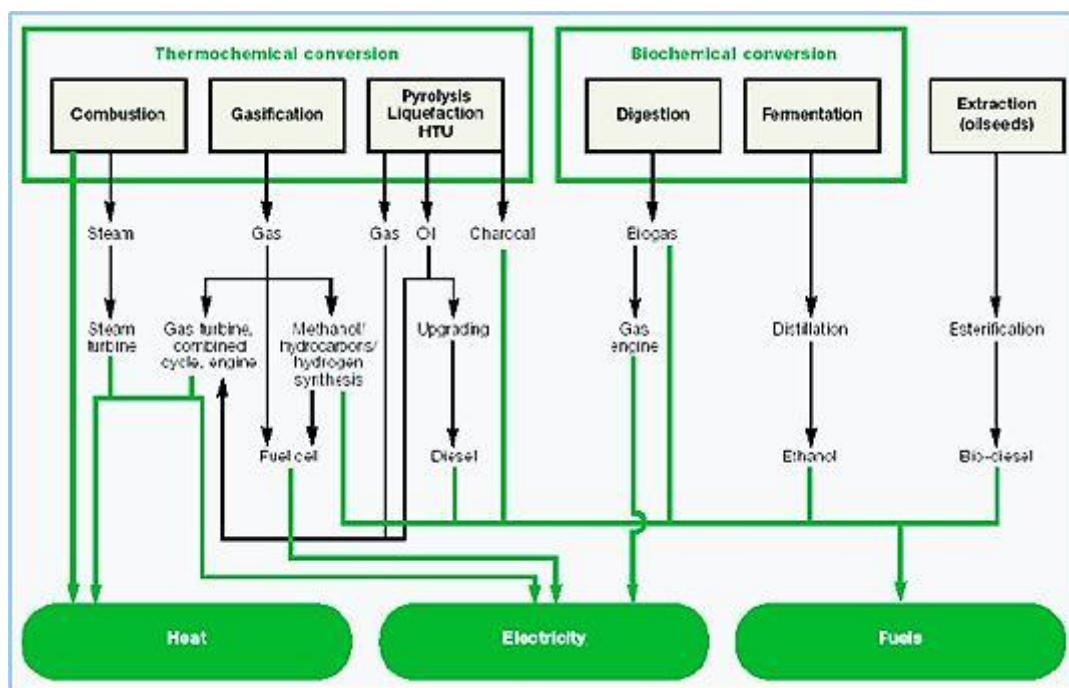 Thermochemical conversion
Biochemical conversion
Combustion
Gasification
Pyrolysis
Liquefaction
HTU
Digestion
Fermentation
Extraction
(oilseeds)
Steam
Gas
Gas
Oil
Charcoal
Biogas
Steam
turbine
Gas turbine,
combined
cycle, engine
Methanol/
hydrocarbons/
hydrogen
synthesis
Upgrading
Gas
engine
Distillation
Esterification
Fuel cell
Diesel
Ethanol
Bio-diesel
Heat
Electricity
Fuels